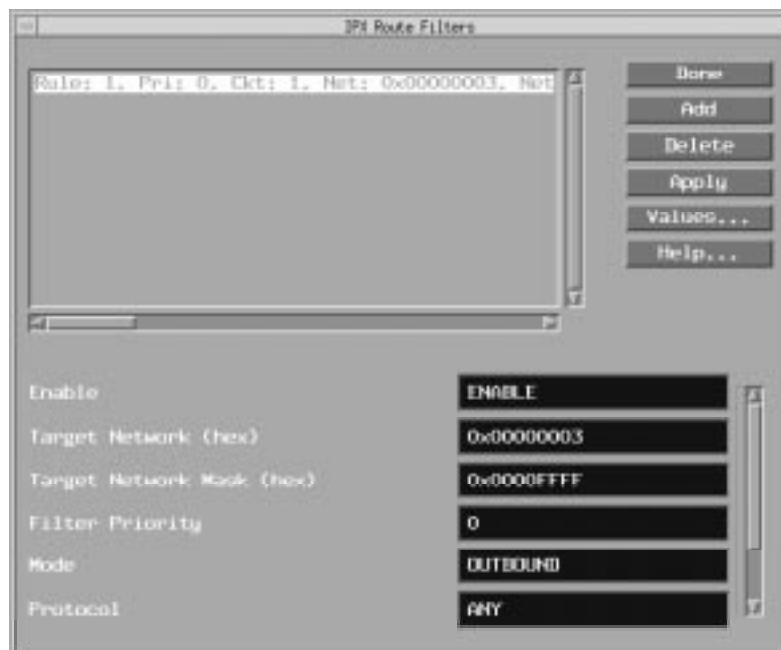 IPX Route Filters
Rule: 1, Pri: 0, Ckt: 1, Net: 0x00000003, Net
Done
Add
Delete
Apply
Values...
Help...
Enable
ENABLE
Target Network (hex)
0x00000003
Target Network Mask (hex)
0x0000FFFF
Filter Priority
0
Mode
OUTBOUND
Protocol
ANY